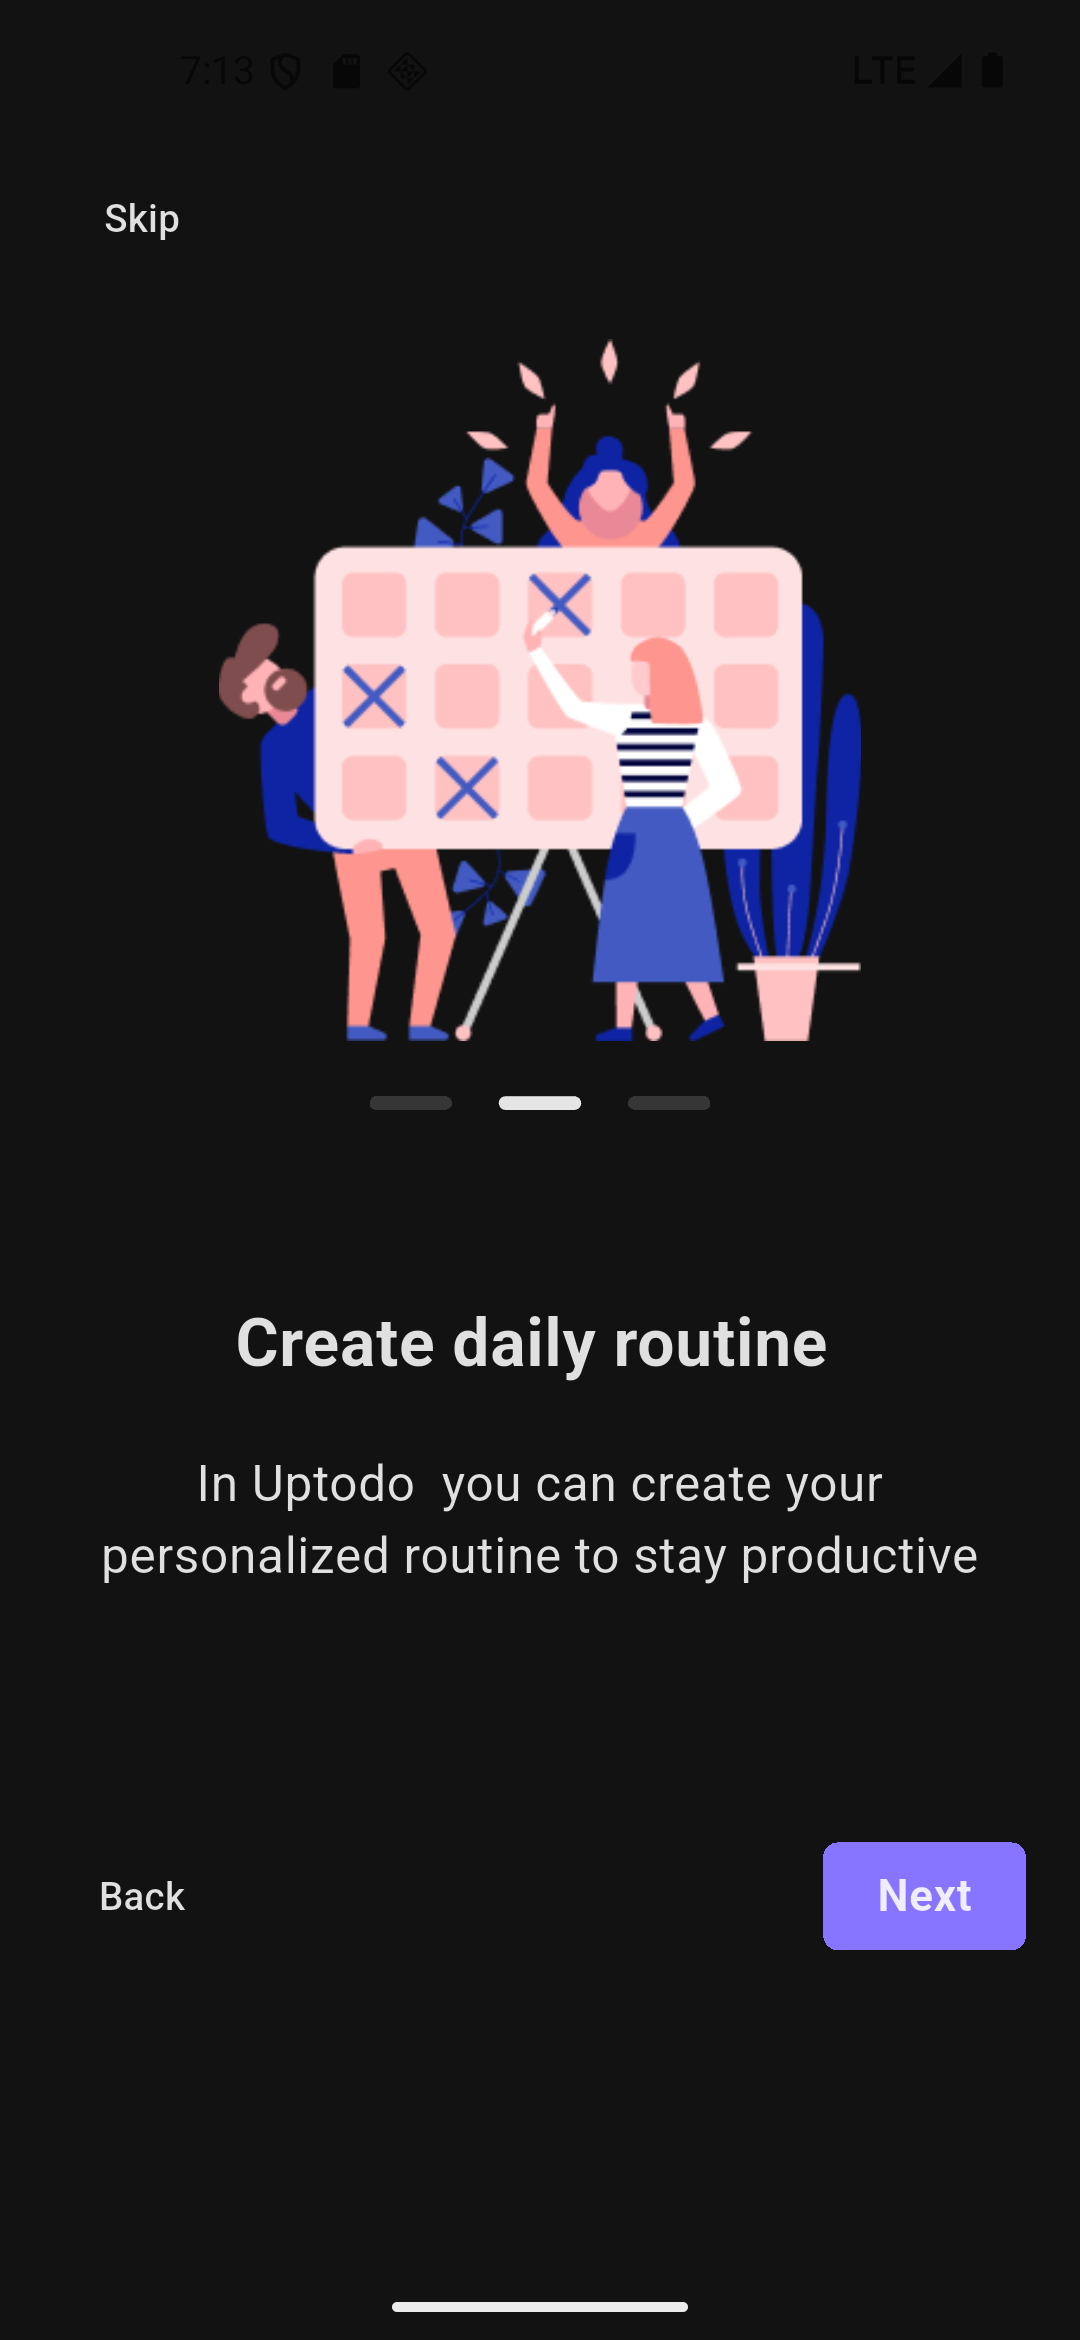 7:13 LTE
Skip
Create daily routine
In Uptodo  you can create your
personalized routine to stay productive
Back
Next